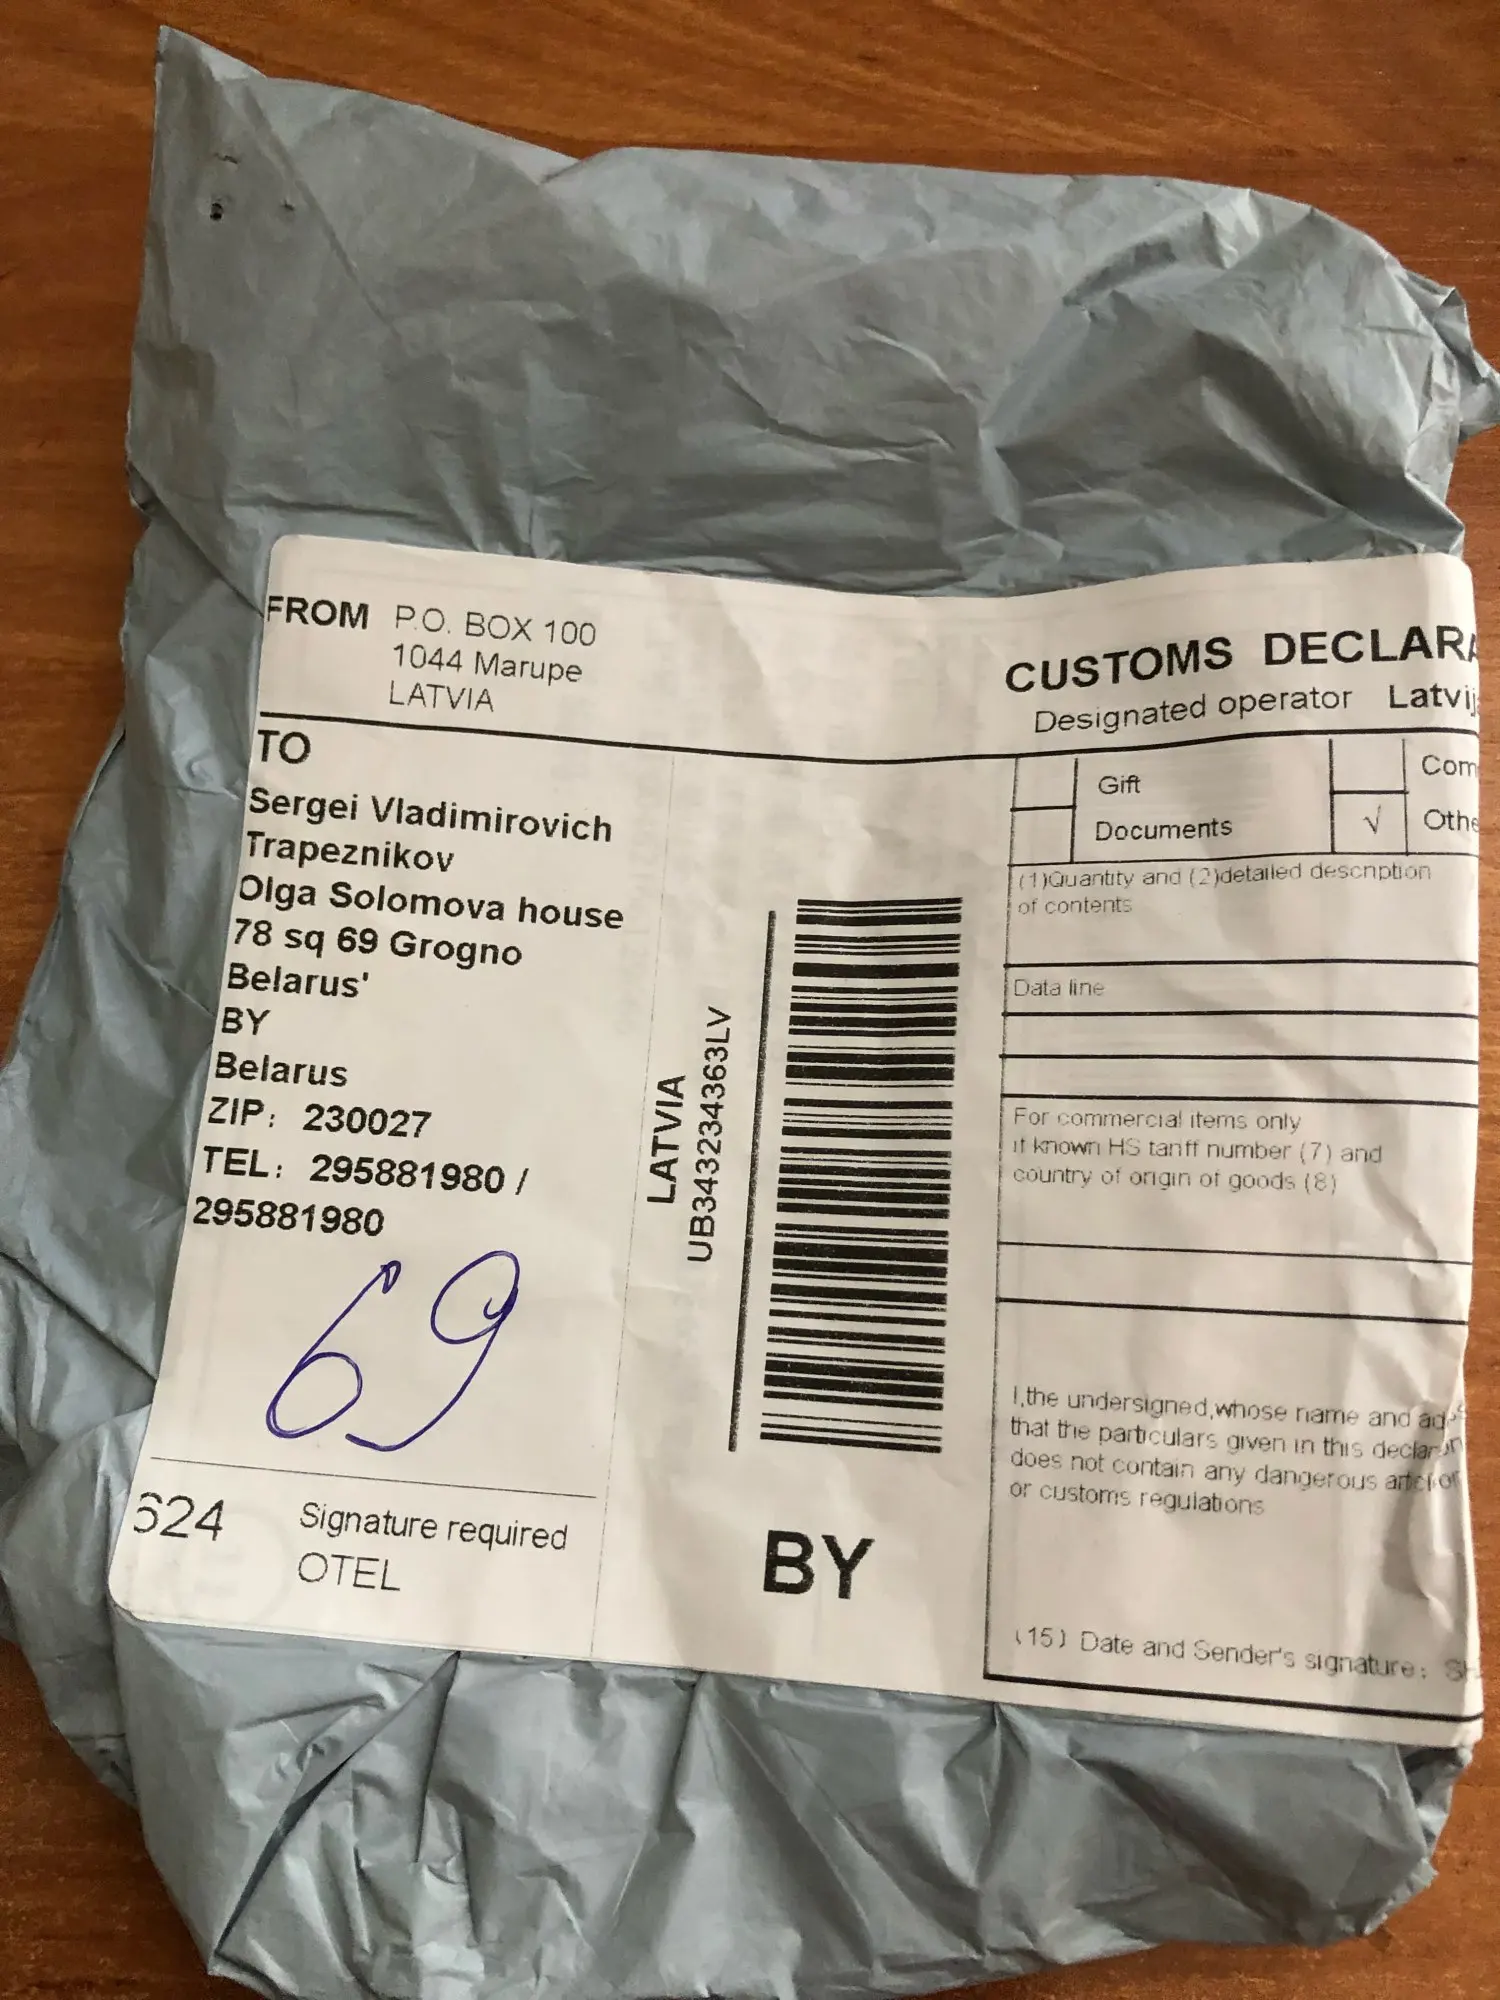 FROM P.O. BOX 100
1044 Marupe
LATVIA
TO
Sergei Vladimirovich
Trapeznikov
Olga Solomova house
78 sq 69 Grogno
Belarus'
BY
Belarus
ZIP: 230027
TEL: 295881980 /
295881980
69
624
Signature required
OTEL
LATVIA
UB343234363LV
BY
CUSTOMS DECLARA
Designated operator Latvij
Gift
Com
Documents
√ Othe
(1)Quantity and (2)detailed description
of contents
Data line
For commercial items only
if known HS tariff number (7) and
country of origin of goods (8)
I,the undersigned,whose name and ad
that the particulars given in this declar
does not contain any dangerous
or customs regulations
(15) Date and Sender's signature: